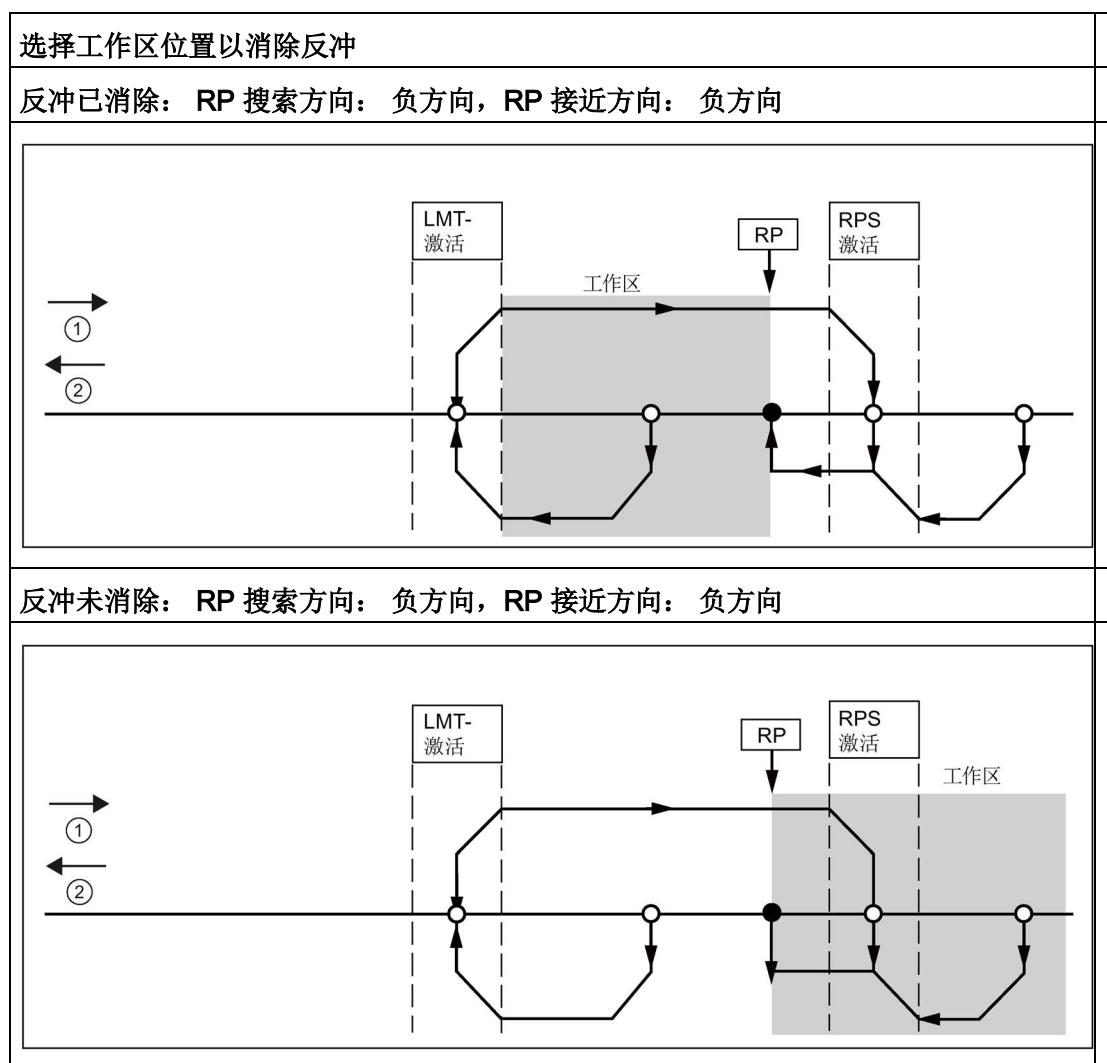 选择工作区位置以消除反冲
反冲已消除： RP 搜索方向： 负方向，RP 接近方向： 负方向
LMT-
激活
RP
RPS
激活
工作区
①
②
反冲未消除： RP 搜索方向： 负方向，RP 接近方向： 负方向
LMT-
激活
RP
RPS
激活
工作区
①
②